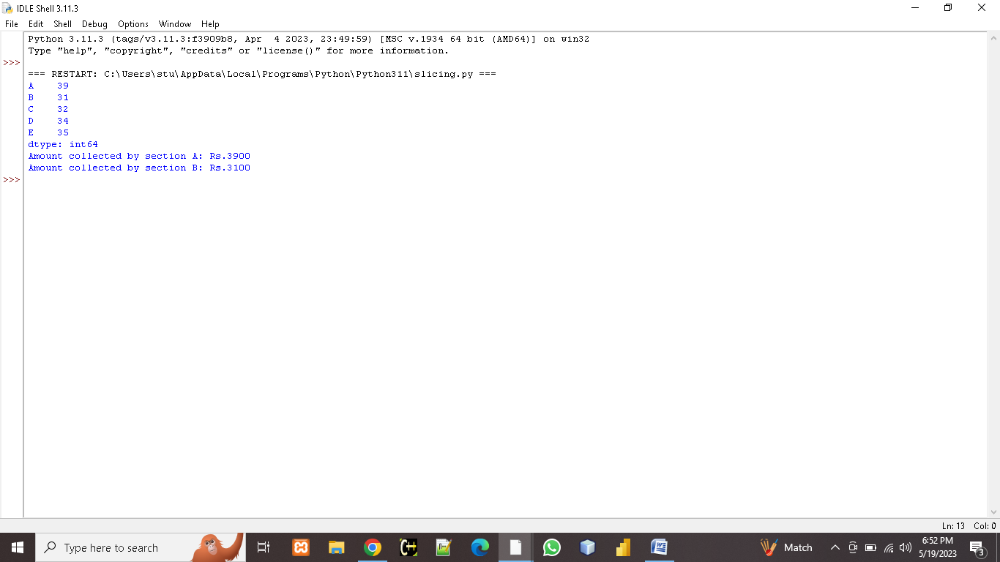 IDLE Shell 3.11.3
File Edit Shell Debug Options Window Help
Python 3.11.3 (tags/v3.11.3:f3909b8, Apr  4 2023, 23:49:59) [MSC v.1934 64 bit (AMD64)] on win32
Type "help", "copyright", "credits" or "license()" for more information.
>>>
=== RESTART: C:\Users\stu\AppData\Local\Programs\Python\Python311\slicing.py ===
A    39
B    31
C    32
D    34
E    35
dtype: int64
Amount collected by section A: Rs.3900
Amount collected by section B: Rs.3100
>>>
Ln: 13 Col: 0
Type here to search
Match
6:52 PM
5/19/2023
3